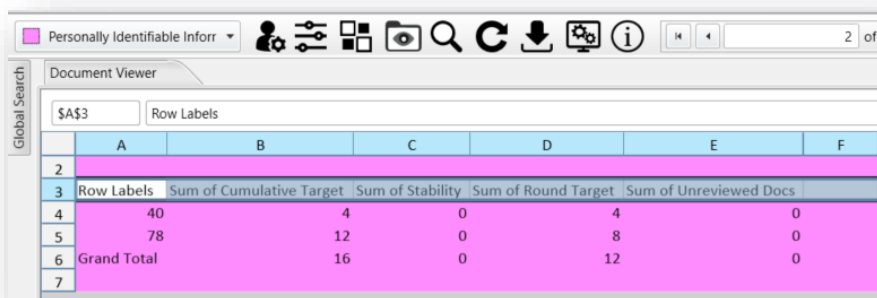 Personally Identifiable Inforr
2 of
Global Search
Document Viewer
$A$3 Row Labels
A B C D E F
2
3 Row Labels Sum of Cumulative Target Sum of Stability Sum of Round Target Sum of Unreviewed Docs
4 40 4 0 4 0
5 78 12 0 8 0
6 Grand Total 16 0 12 0
7